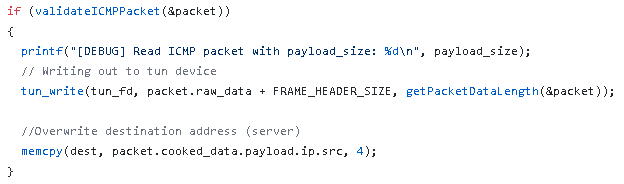 if (validateICMPPacket(&packet))
{
printf("[DEBUG] Read ICMP packet with payload_size: %d\n", payload_size);
// Writing out to tun device
tun_write(tun_fd, packet.raw_data + FRAME_HEADER_SIZE, getPacketDataLength(&packet));
//Overwrite destination address (server)
memcpy(dest, packet.cooked_data.payload.ip.src, 4);
}